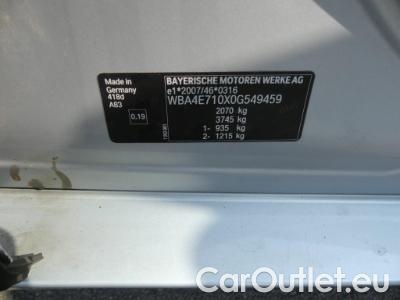 Made in
Germany
418d
A83
0.19
BAYERISCHE MOTOREN WERKE AG
e1*2007/46*0316
WBA4E710X0G549459
2070 kg
3745 kg
1- 935 kg
2- 1215 kg
CarOutlet.eu